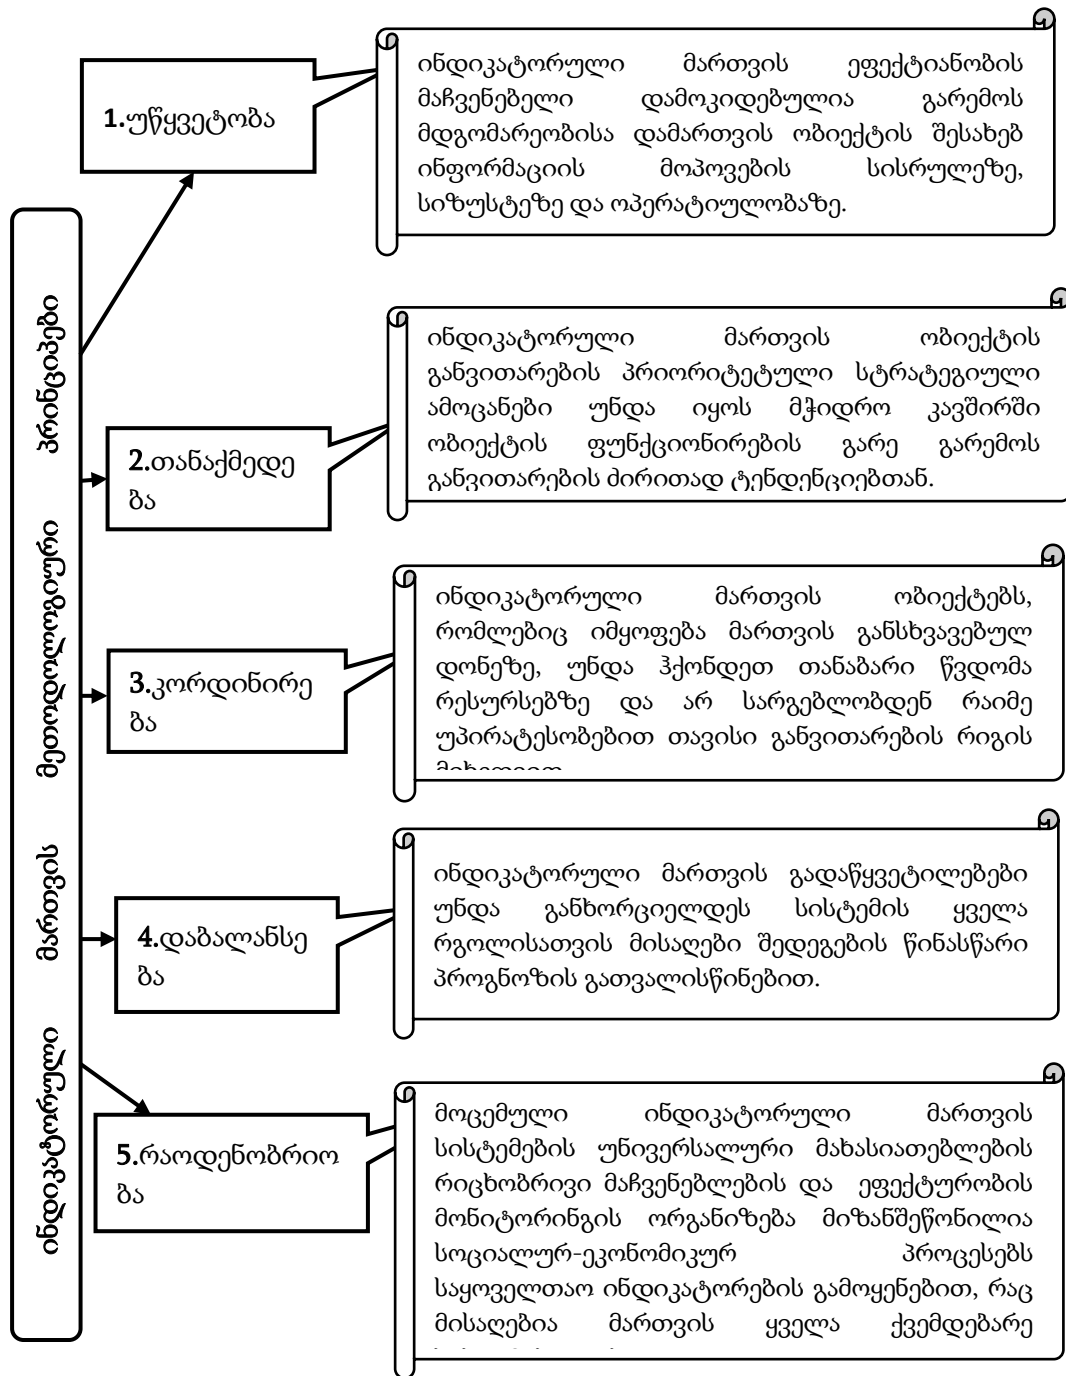 ინდიკატორული მართვის მეთოდოლოგიური პრინციპები
1.უწყვეტობა
ინდიკატორული მართვის ეფექტიანობის
მაჩვენებელი დამოკიდებულია გარემოს
მდგომარეობისა დამართვის ობიექტის შესახებ
ინფორმაციის მოპოვების სისრულეზე,
სიზუსტეზე და ოპერატიულობაზე.
2.თანაქმედე
ბა
ინდიკატორული მართვის ობიექტის
განვითარების პრიორიტეტული სტრატეგიული
ამოცანები უნდა იყოს მჭიდრო კავშირში
ობიექტის ფუნქციონირების გარე გარემოს
განვითარების ძირითად ტენდენციებთან.
3.კორდინირე
ბა
ინდიკატორული მართვის ობიექტებს,
რომლებიც იმყოფება მართვის განსხვავებულ
დონეზე, უნდა ჰქონდეთ თანაბარი წვდომა
რესურსებზე და არ სარგებლობდენ რაიმე
უპირატესობებით თავისი განვითარების რიგის
4.დაბალანსე
ბა
ინდიკატორული მართვის გადაწყვეტილებები
უნდა განხორციელდეს სისტემის ყველა
რგოლისათვის მისაღები შედეგების წინასწარი
პროგნოზის გათვალისწინებით.
5.რაოდენობრიო
ბა
მოცემული ინდიკატორული მართვის
სისტემების უნივერსალური მახასიათებლების
რიცხობრივი მაჩვენებლების და ეფექტურობის
მონიტორინგის ორგანიზება მიზანშეწონილია
სოციალურ-ეკონომიკურ პროცესებს
საყოველთაო ინდიკატორების გამოყენებით, რაც
მისაღებია მართვის ყველა ქვემდებარე